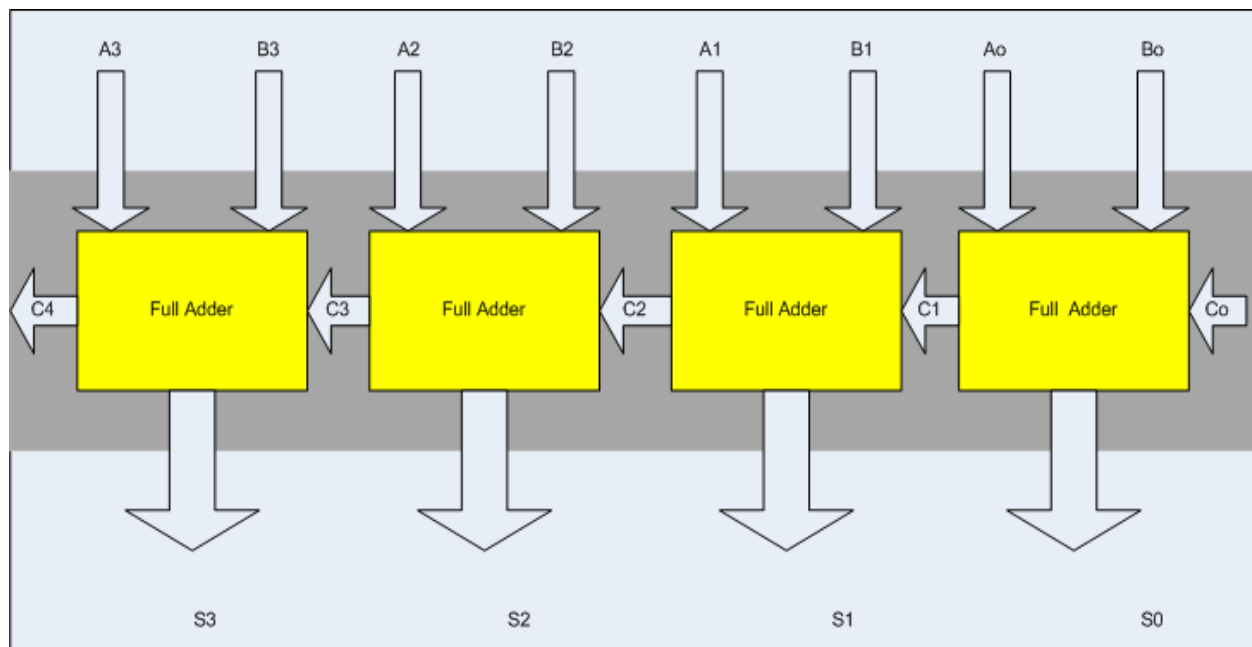 A3 B3 A2 B2 A1 B1 Ao Bo
C4 Full Adder C3 Full Adder C2 Full Adder C1 Full Adder Co
S3 S2 S1 S0